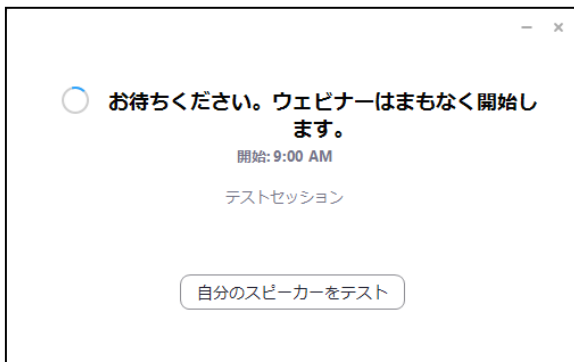 お待ちください。ウェビナーはまもなく開始し
ます。
開始: 9:00 AM
テストセッション
自分のスピーカーをテスト